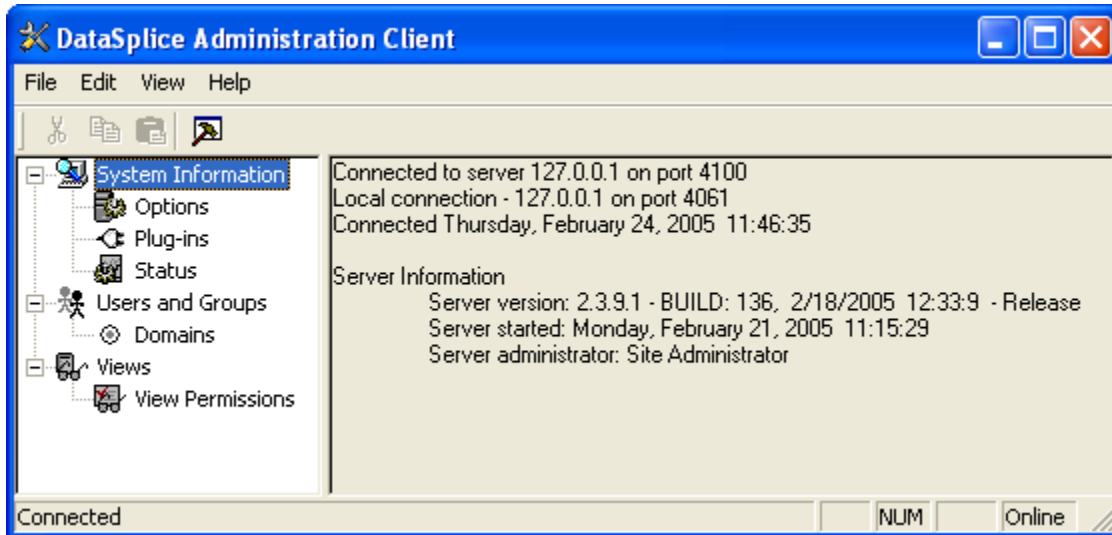 DataSplice Administration Client
File Edit View Help
System Information
Options
Plug-ins
Status
Users and Groups
Domains
Views
View Permissions
Connected to server 127.0.0.1 on port 4100
Local connection - 127.0.0.1 on port 4061
Connected Thursday, February 24, 2005 11:46:35
Server Information
Server version: 2.3.9.1 - BUILD: 136, 2/18/2005 12:33:9 - Release
Server started: Monday, February 21, 2005 11:15:29
Server administrator: Site Administrator
Connected NUM Online